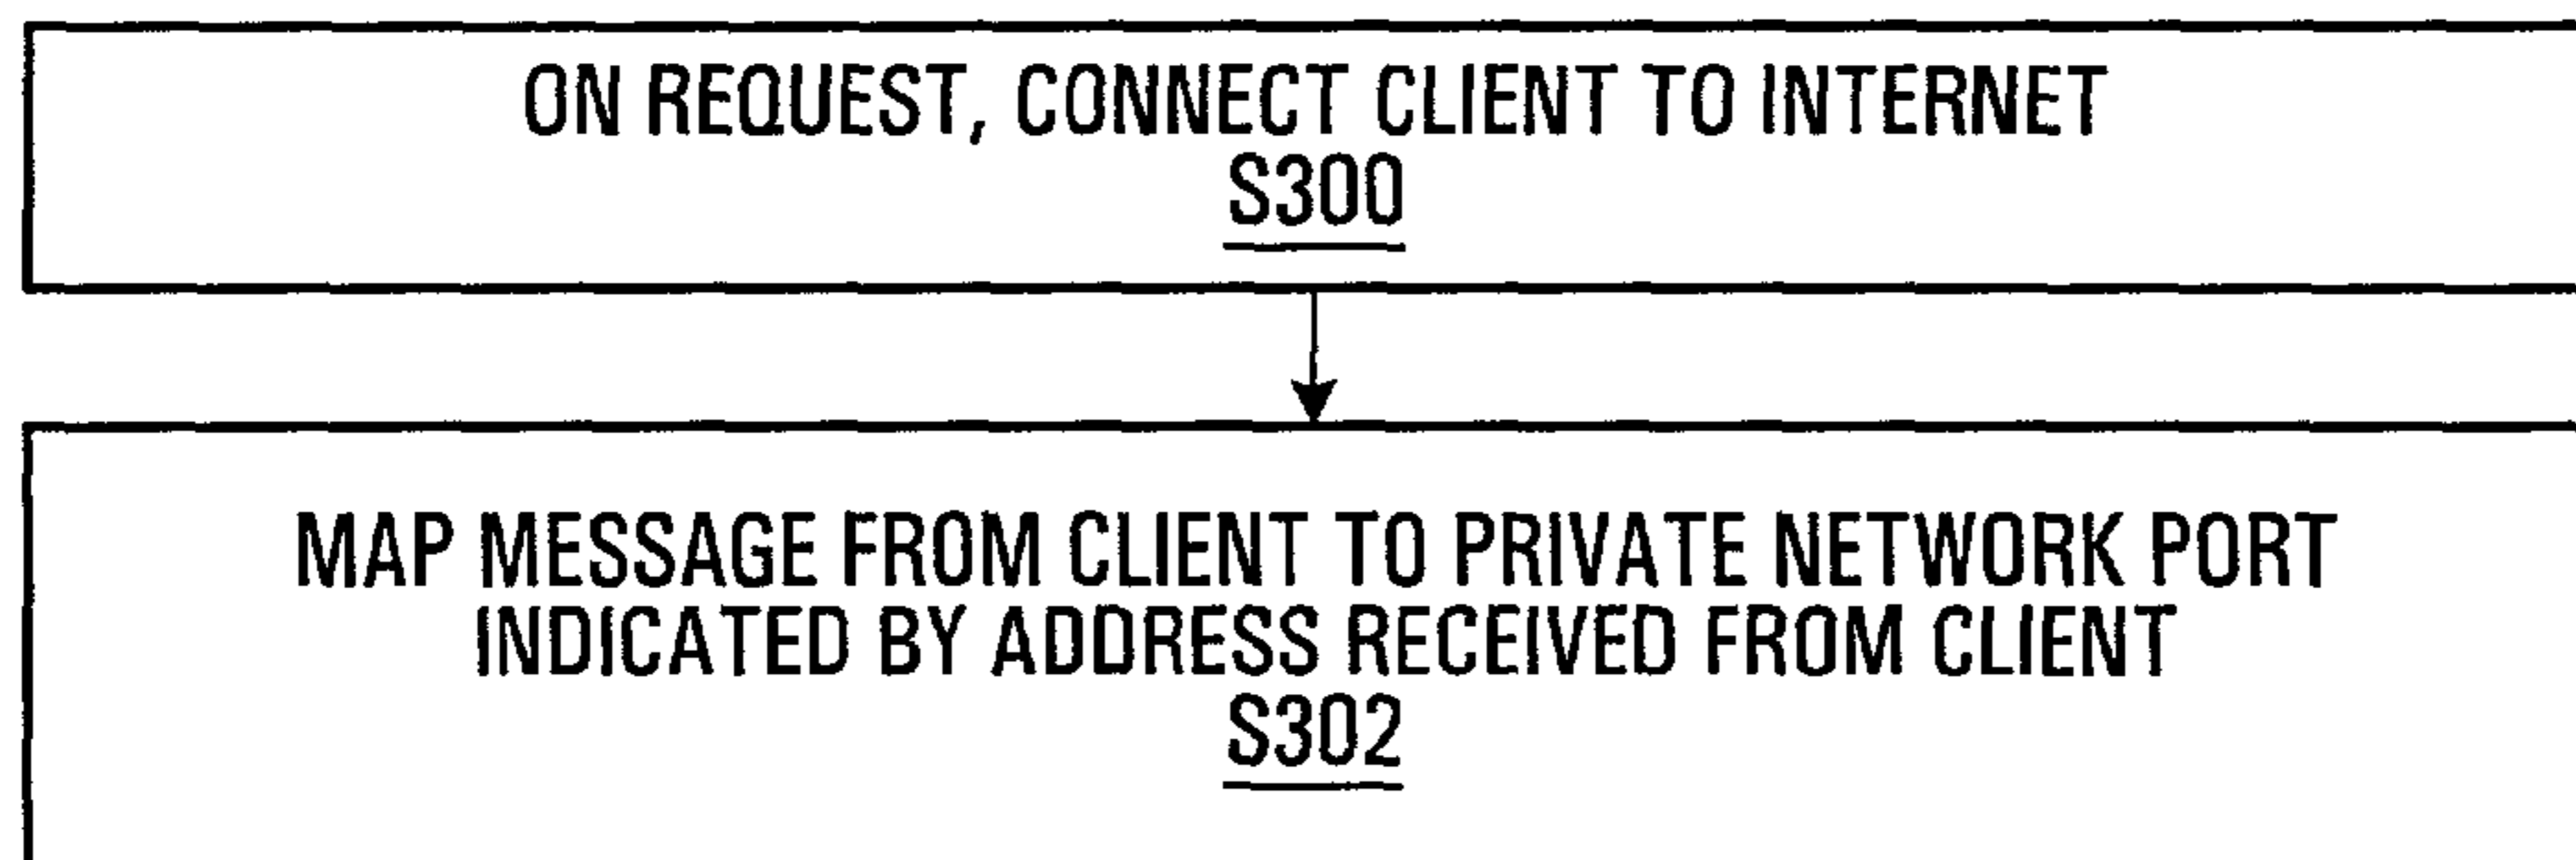 ON REQUEST, CONNECT CLIENT TO INTERNET
S300
MAP MESSAGE FROM CLIENT TO PRIVATE NETWORK PORT
INDICATED BY ADDRESS RECEIVED FROM CLIENT
S302